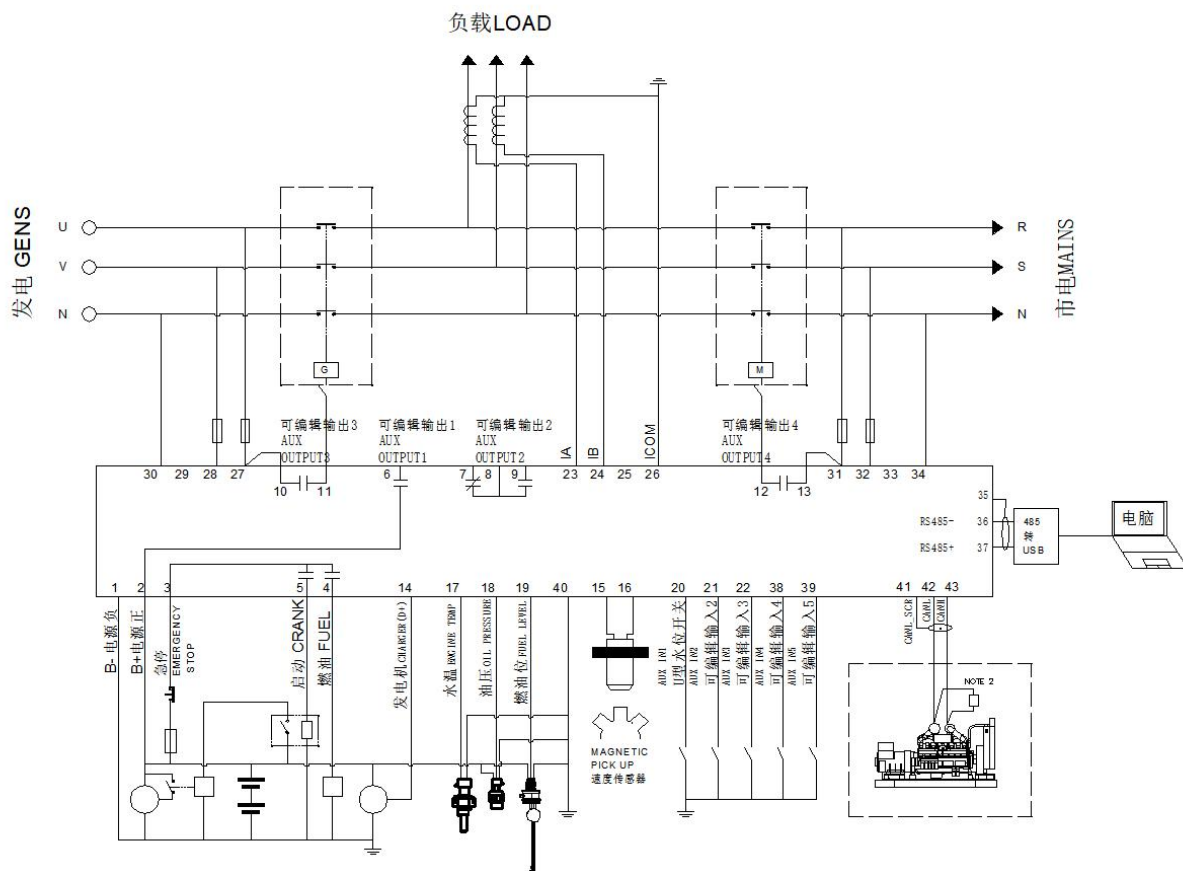 负载LOAD
发电 GENS
U
V
N
市电MAINS
R
S
N
G
M
可编辑输出3
AUX
OUTPUT3
可编辑输出1
AUX
OUTPUT1
可编辑输出2
AUX
OUTPUT2
IA
IB
ICOM
可编辑输出4
AUX
OUTPUT4
30
29
28
27
10
11
6
7
8
9
23
24
25
26
12
13
31
32
33
34
35
RS485- 36
RS485+ 37
485
转
USB
电脑
1
2
3
5
4
14
17
18
19
40
15
16
20
21
22
38
39
41
42
43
B- 电源负
B+电源正
急停
EMERGENCY
STOP
启动 CRANK
燃油 FUEL
发电机 CHARGER(D+)
水温 ENGINE TEMP
油压 OIL PRESSURE
燃油位 FUEL LEVEL
MAGNETIC
PICK UP
速度传感器
AUX IN1
U型水位开关
AUX IN2
可编辑输入2
AUX IN3
可编辑输入3
AUX IN4
可编辑输入4
AUX IN5
可编辑输入5
CANL_SCR
CANL
CANH
NOTE 2